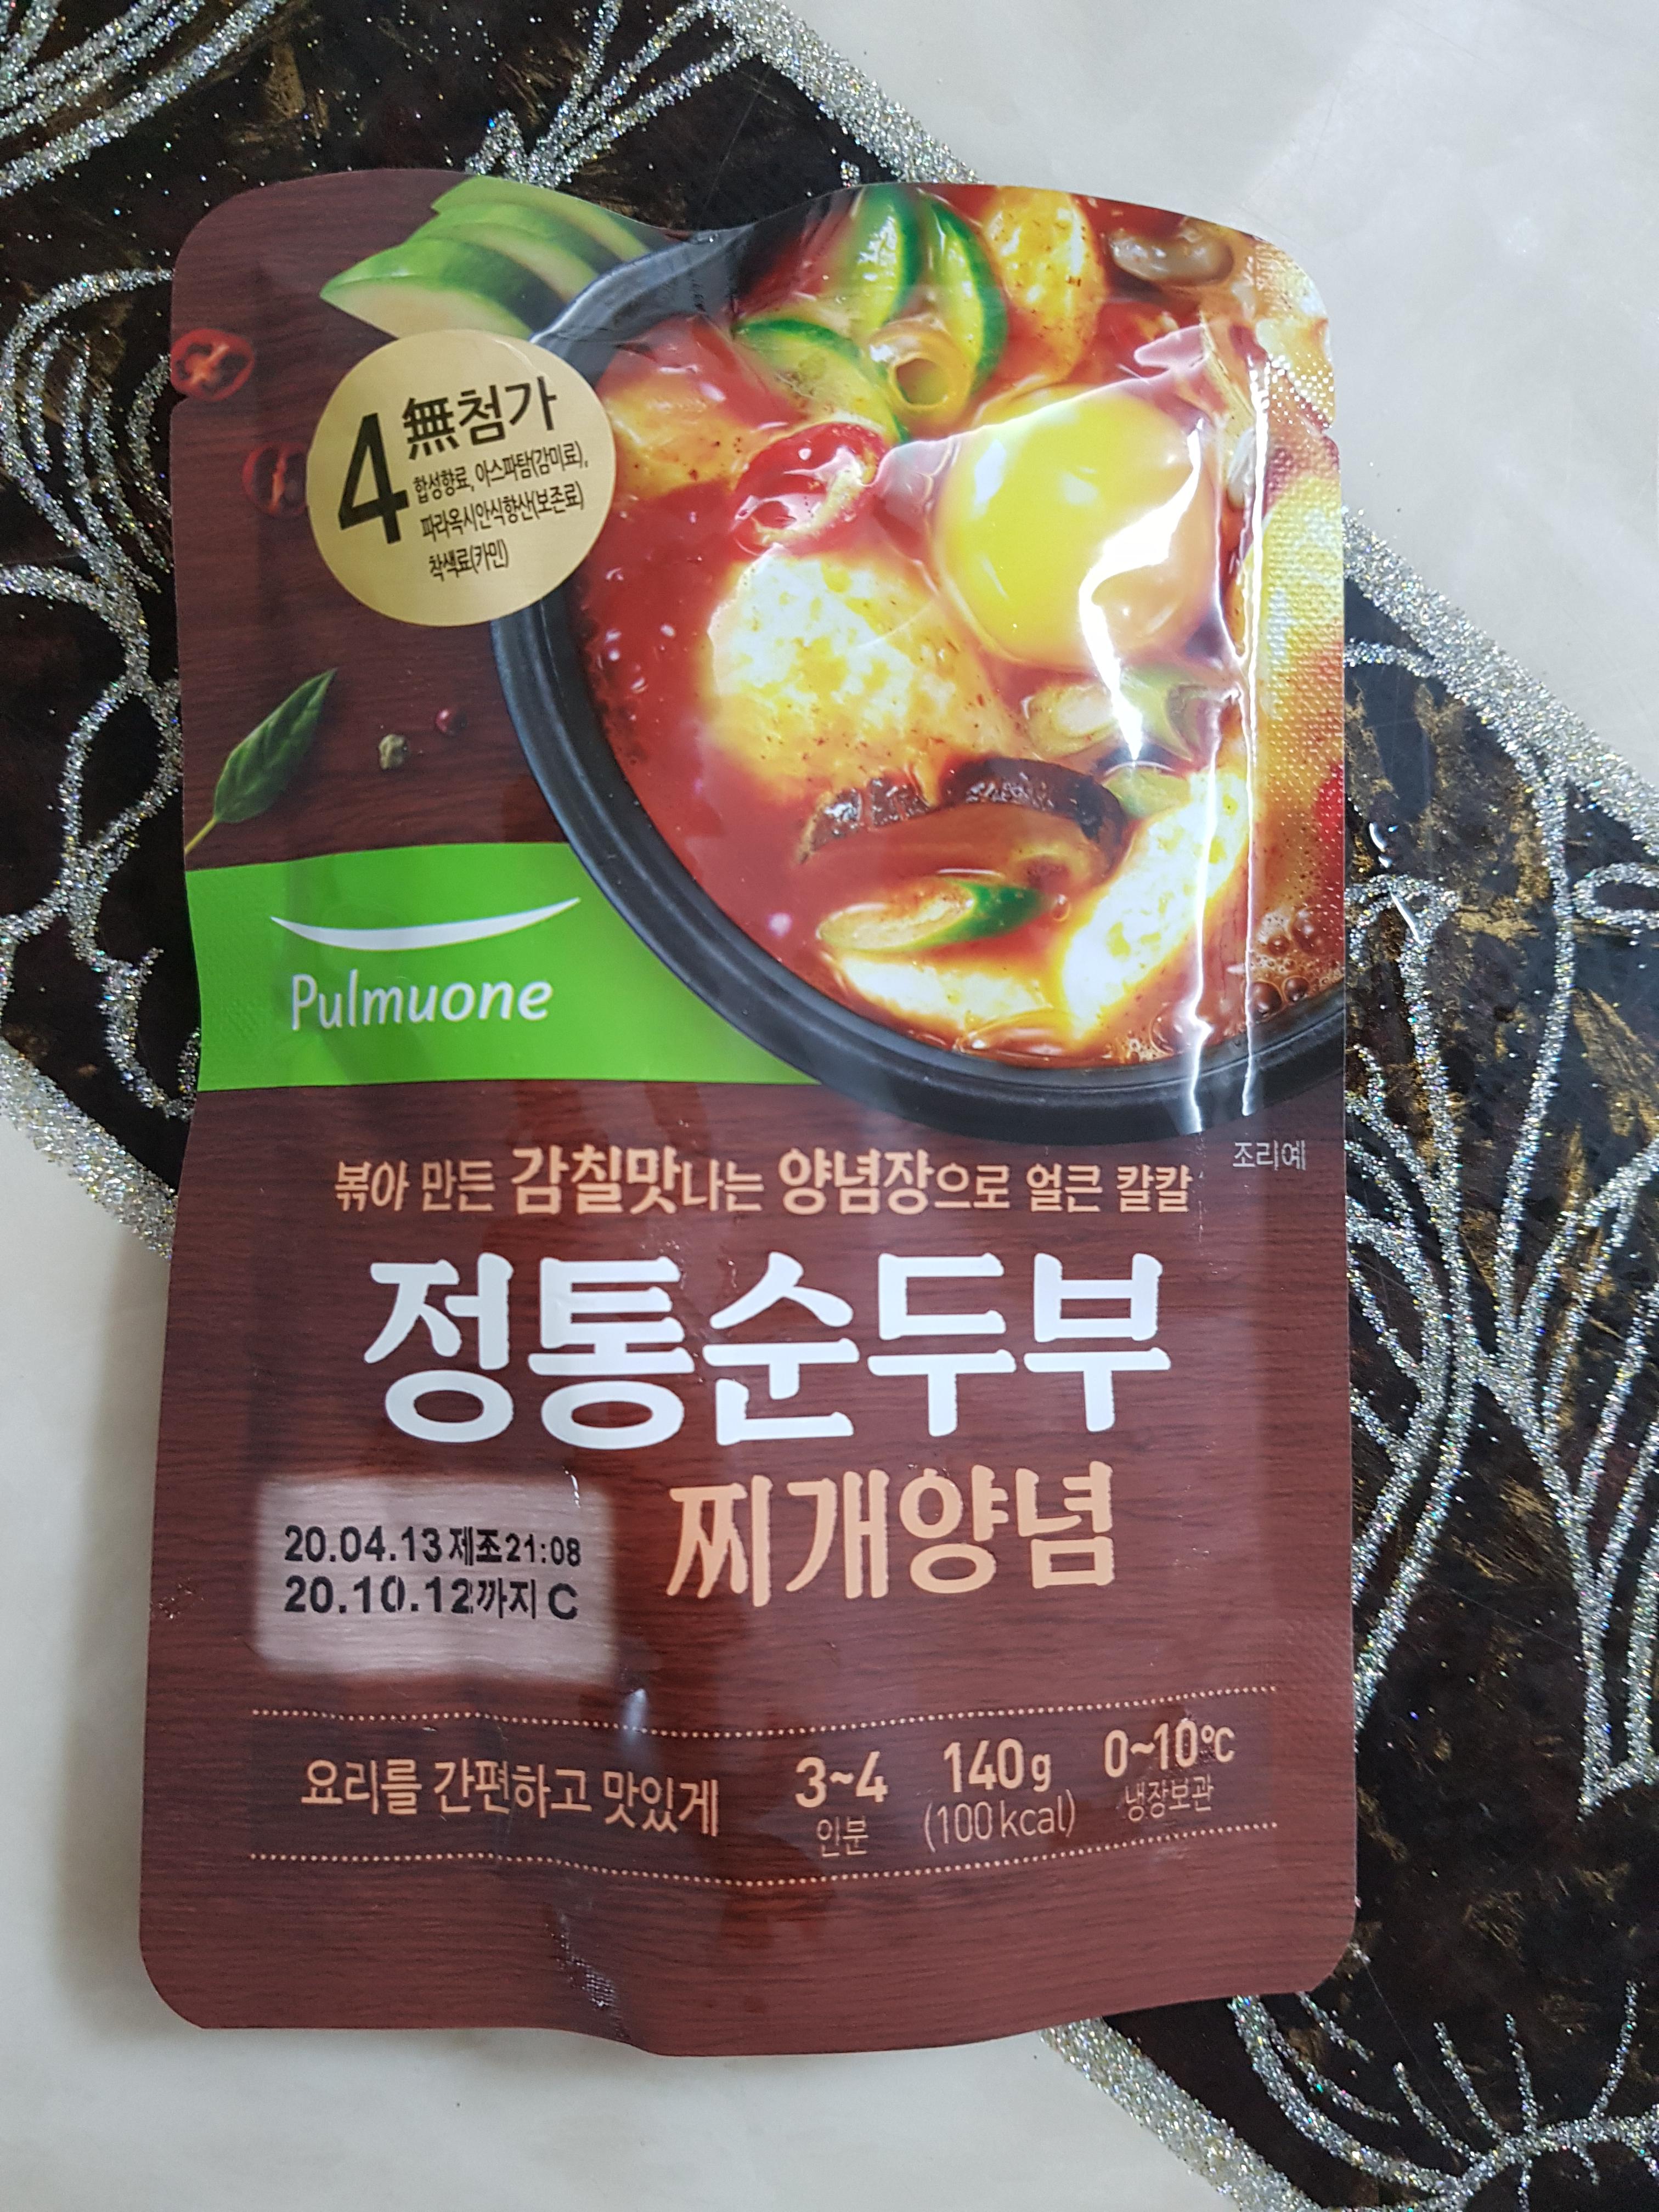 4 無첨가
합성향료, 아스파탐(감미료),
파라옥시안식향산(보존료)
착색료(카민)
Pulmuone
조리예
볶아 만든 감칠맛나는 양념장으로 얼큰 칼칼
정통순두부
찌개양념
20.04.13제조21:08
20.10.12까지 C
요리를 간편하고 맛있게
3~4
인분
140g
(100kcal)
0~10℃
냉장보관